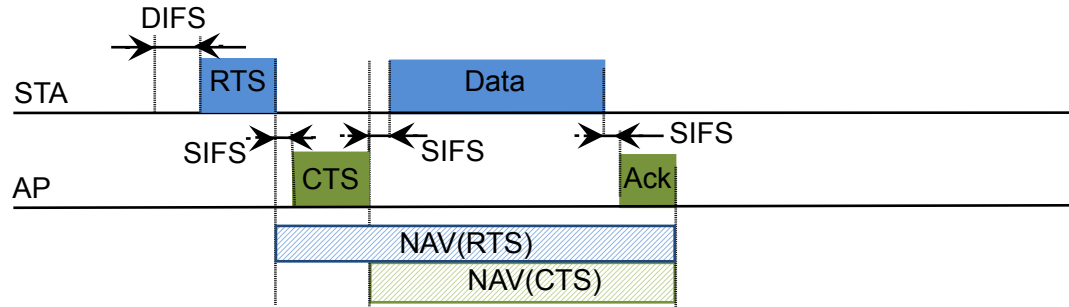 DIFS
RTS
Data
STA
SIFS
SIFS
SIFS
CTS
Ack
AP
NAV(RTS)
NAV(CTS)